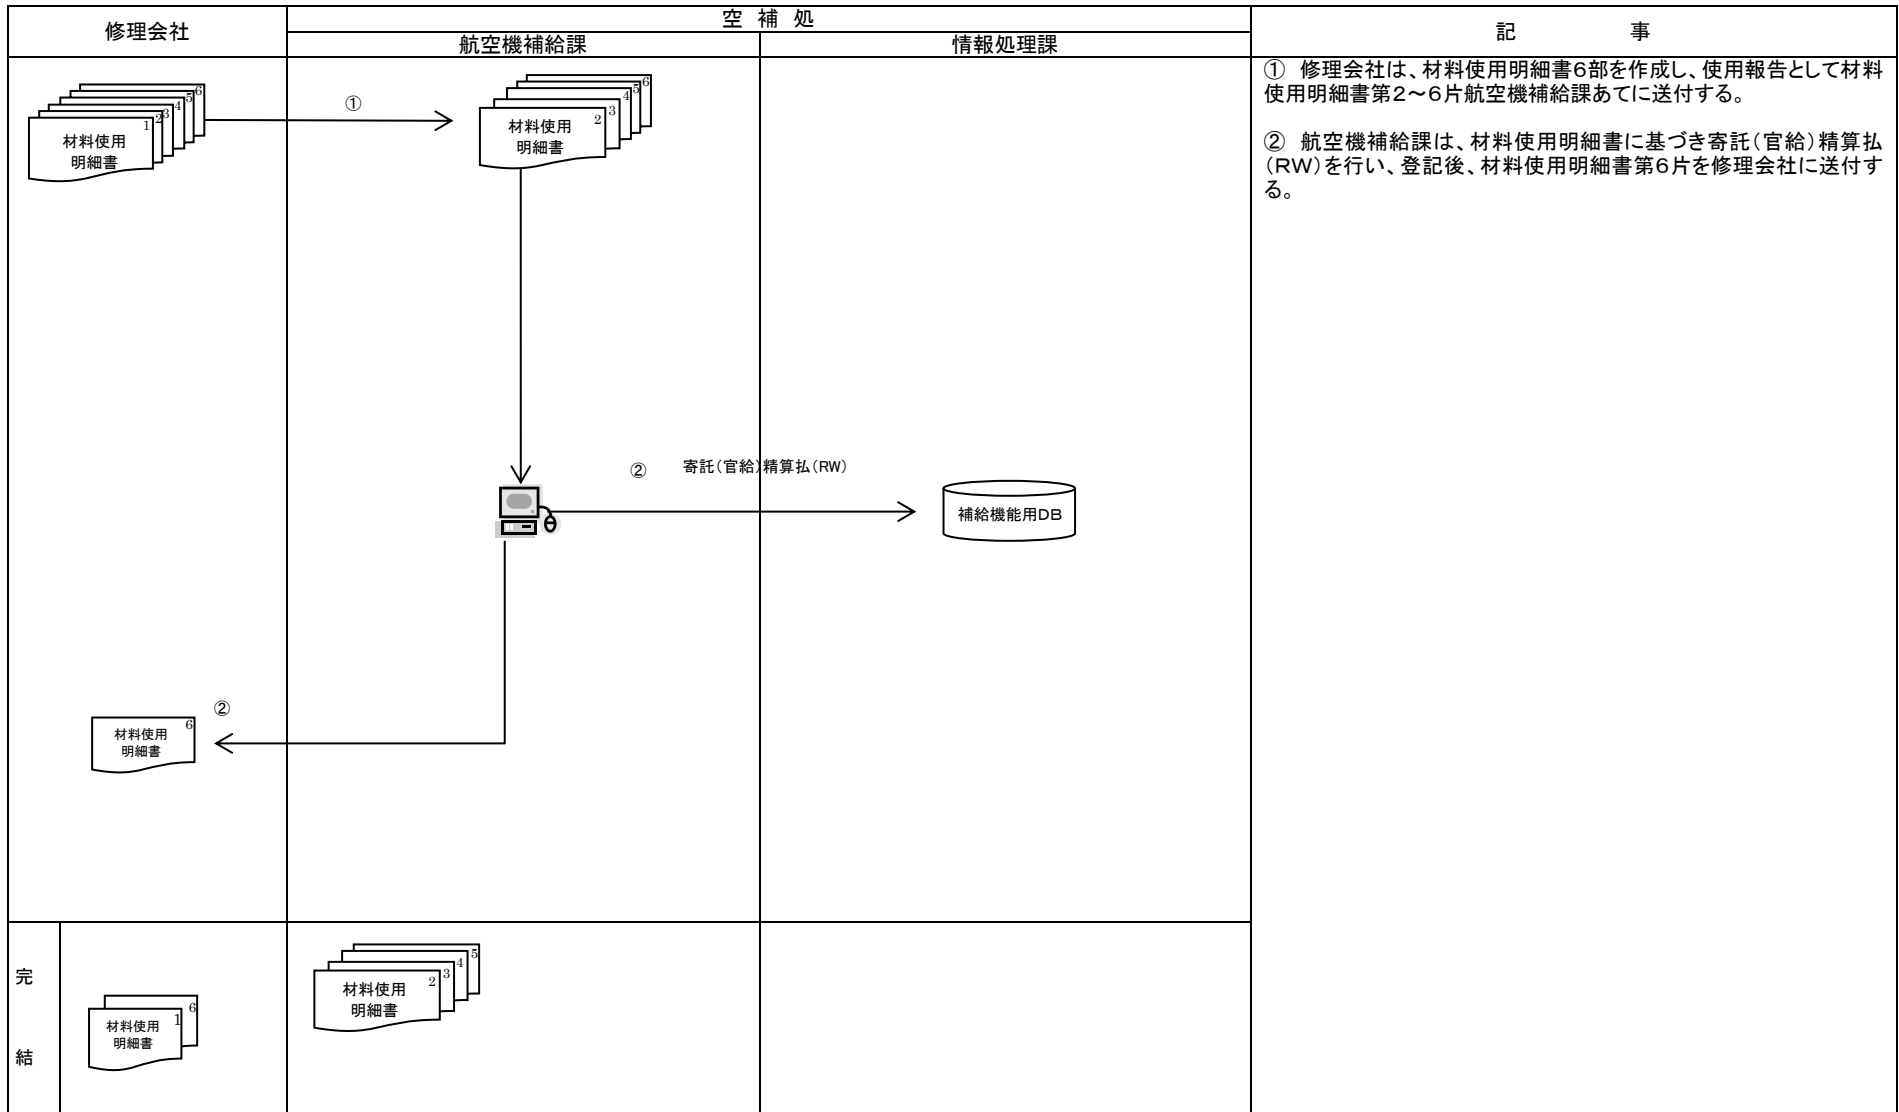 修理会社
空 補 処
航空機補給課
情報処理課
記 事
① 修理会社は、材料使用明細書6部を作成し、使用報告として材料
使用明細書第2～6片航空機補給課あてに送付する。
② 航空機補給課は、材料使用明細書に基づき寄託(官給)精算払
(RW)を行い、登記後、材料使用明細書第6片を修理会社に送付す
る。
1 2 3 4 5 6
材料使用
明細書
①
2 3 4 5 6
材料使用
明細書
② 寄託(官給)精算払(RW)
補給機能用DB
②
6
材料使用
明細書
完
結
1 6
材料使用
明細書
2 3 4 5
材料使用
明細書